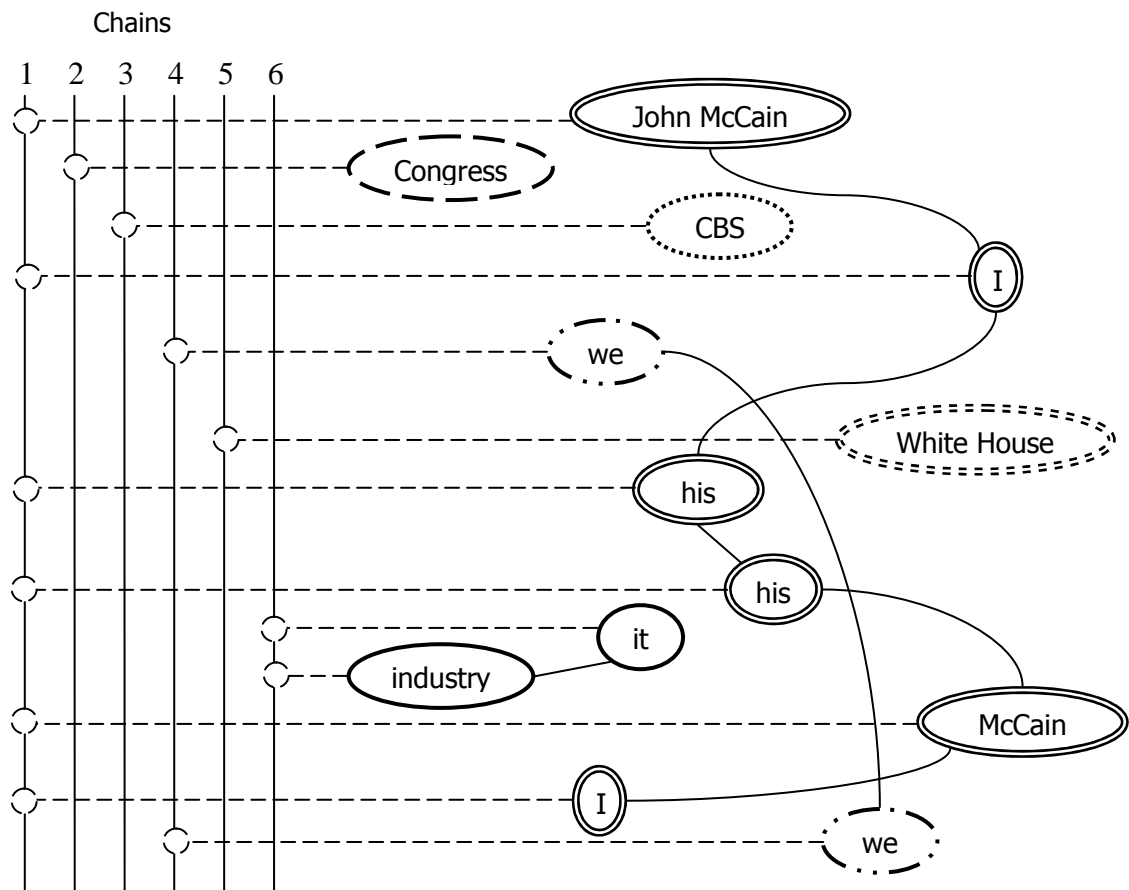 Chains
1 2 3 4 5 6
John McCain
Congress
CBS
I
we
White House
his
his
it
industry
McCain
I
we